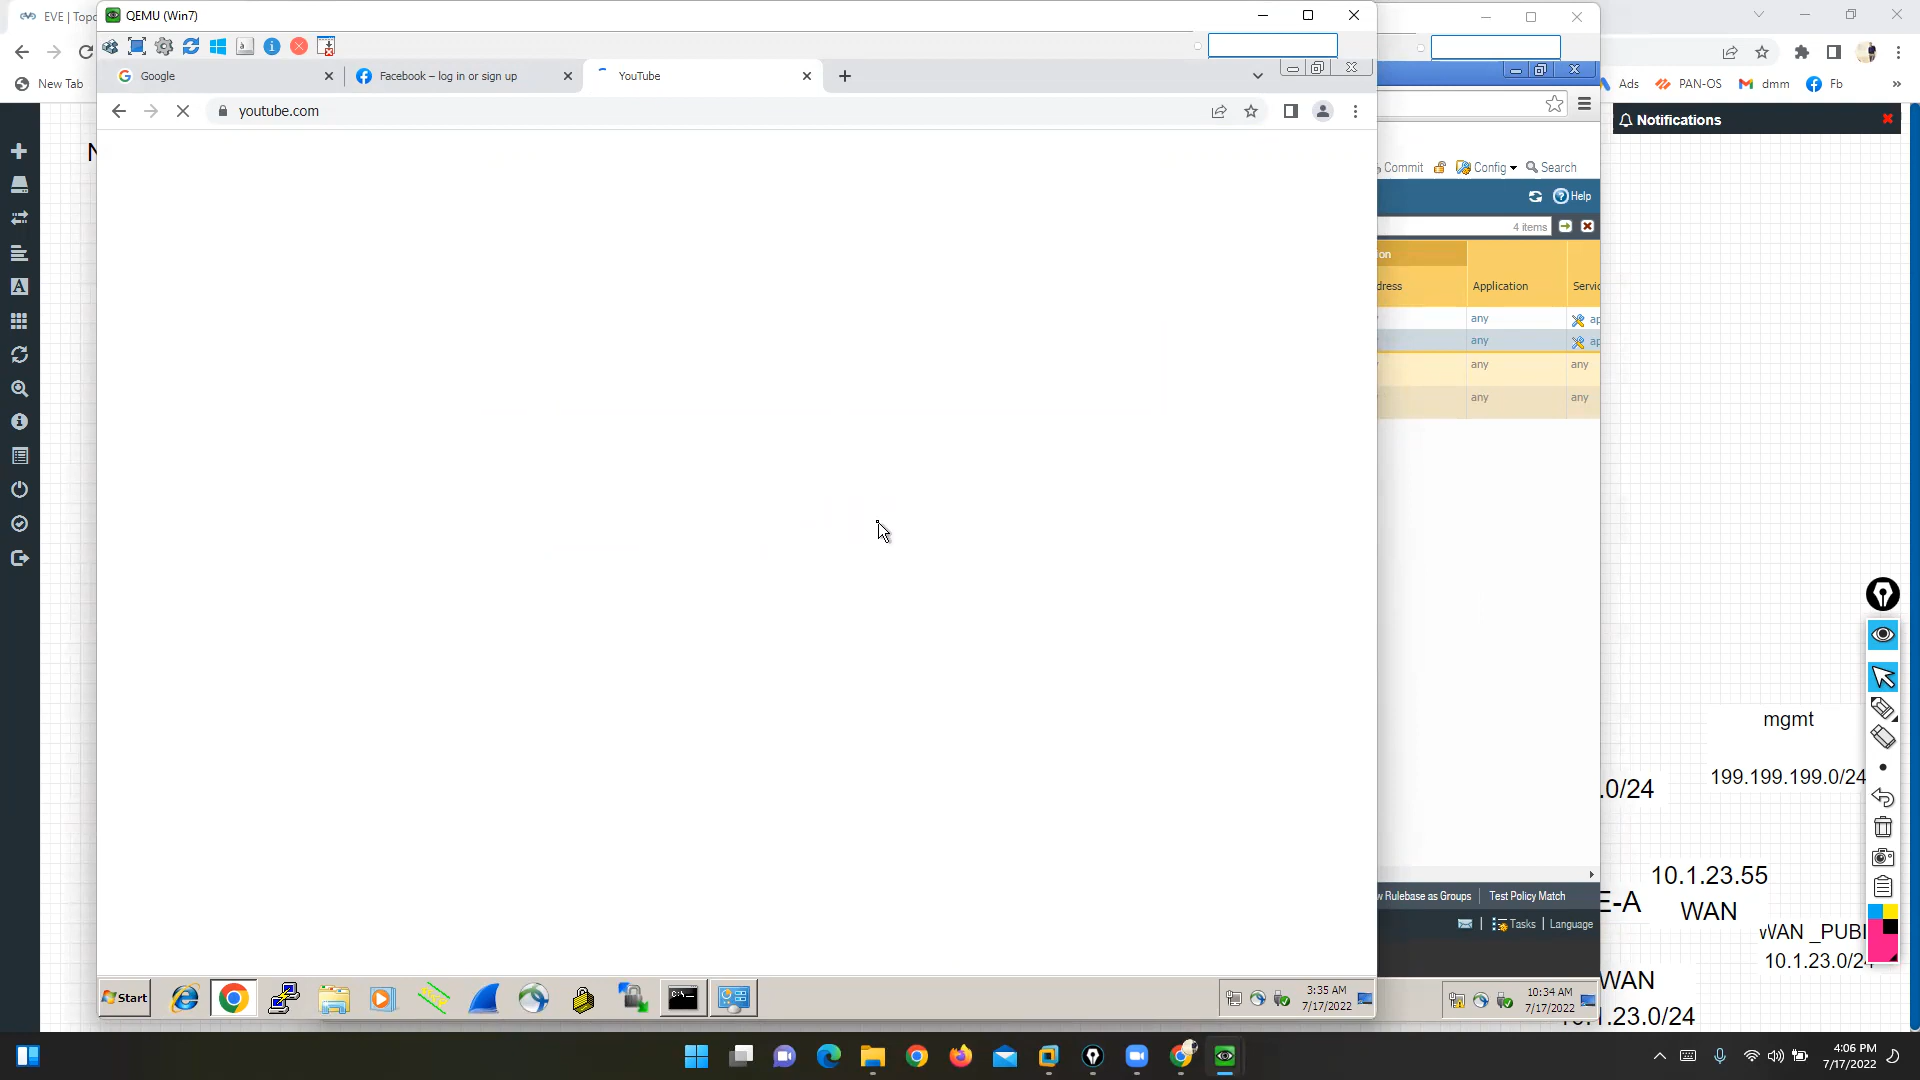 EVE | Topo
QEMU (Win7)
Google
Facebook – log in or sign up
YouTube
youtube.com
New Tab
Ads
PAN-OS
dmm
Fb
»
Notifications
Commit
Config
Search
Help
4 items
on
dress
Application
Servic
any
ap
any
ap
any
any
any
any
mgmt
199.199.199.0/24
.0/24
10.1.23.55
E-A
WAN
WAN _PUBI
10.1.23.0/24
w Rulebase as Groups
Test Policy Match
Tasks
Language
WAN
.1.23.0/24
Start
3:35 AM
7/17/2022
10:34 AM
7/17/2022
4:06 PM
7/17/2022